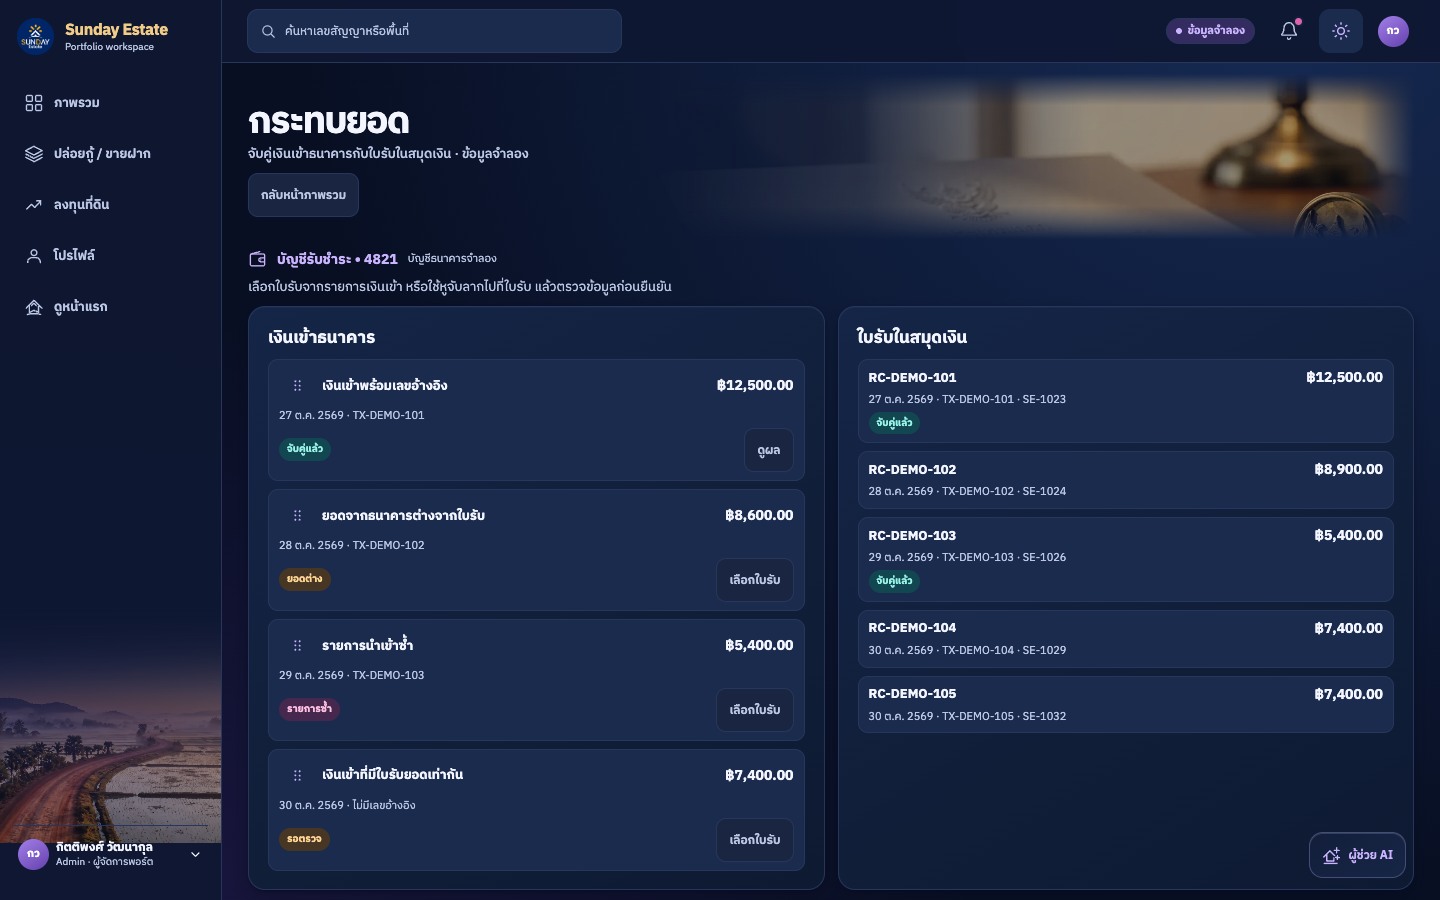 SUNDAY
Estate
Sunday Estate
Portfolio workspace
ค้นหาเลขสัญญาหรือพื้นที่
ข้อมูลจำลอง
กว
ภาพรวม
ปล่อยกู้ / ขายฝาก
ลงทุนที่ดิน
โปรไฟล์
ดูหน้าแรก
กว
กิตติพงศ์ วัฒนากุล
Admin · ผู้จัดการพอร์ต
กระทบยอด
จับคู่เงินเข้าธนาคารกับใบรับในสมุดเงิน · ข้อมูลจำลอง
กลับหน้าภาพรวม
บัญชีรับชำระ • 4821 บัญชีธนาคารจำลอง
เลือกใบรับจากรายการเงินเข้า หรือใช้หูจับลากไปที่ใบรับ แล้วตรวจข้อมูลก่อนยืนยัน
เงินเข้าธนาคาร
เงินเข้าพร้อมเลขอ้างอิง ฿12,500.00
27 ต.ค. 2569 · TX-DEMO-101
จับคู่แล้ว ดูผล
ยอดจากธนาคารต่างจากใบรับ ฿8,600.00
28 ต.ค. 2569 · TX-DEMO-102
ยอดต่าง เลือกใบรับ
รายการนำเข้าซ้ำ ฿5,400.00
29 ต.ค. 2569 · TX-DEMO-103
รายการซ้ำ เลือกใบรับ
เงินเข้าที่มีใบรับยอดเท่ากัน ฿7,400.00
30 ต.ค. 2569 · ไม่มีเลขอ้างอิง
รอตรวจ เลือกใบรับ
ใบรับในสมุดเงิน
RC-DEMO-101 ฿12,500.00
27 ต.ค. 2569 · TX-DEMO-101 · SE-1023
จับคู่แล้ว
RC-DEMO-102 ฿8,900.00
28 ต.ค. 2569 · TX-DEMO-102 · SE-1024
RC-DEMO-103 ฿5,400.00
29 ต.ค. 2569 · TX-DEMO-103 · SE-1026
จับคู่แล้ว
RC-DEMO-104 ฿7,400.00
30 ต.ค. 2569 · TX-DEMO-104 · SE-1029
RC-DEMO-105 ฿7,400.00
30 ต.ค. 2569 · TX-DEMO-105 · SE-1032
ผู้ช่วย AI